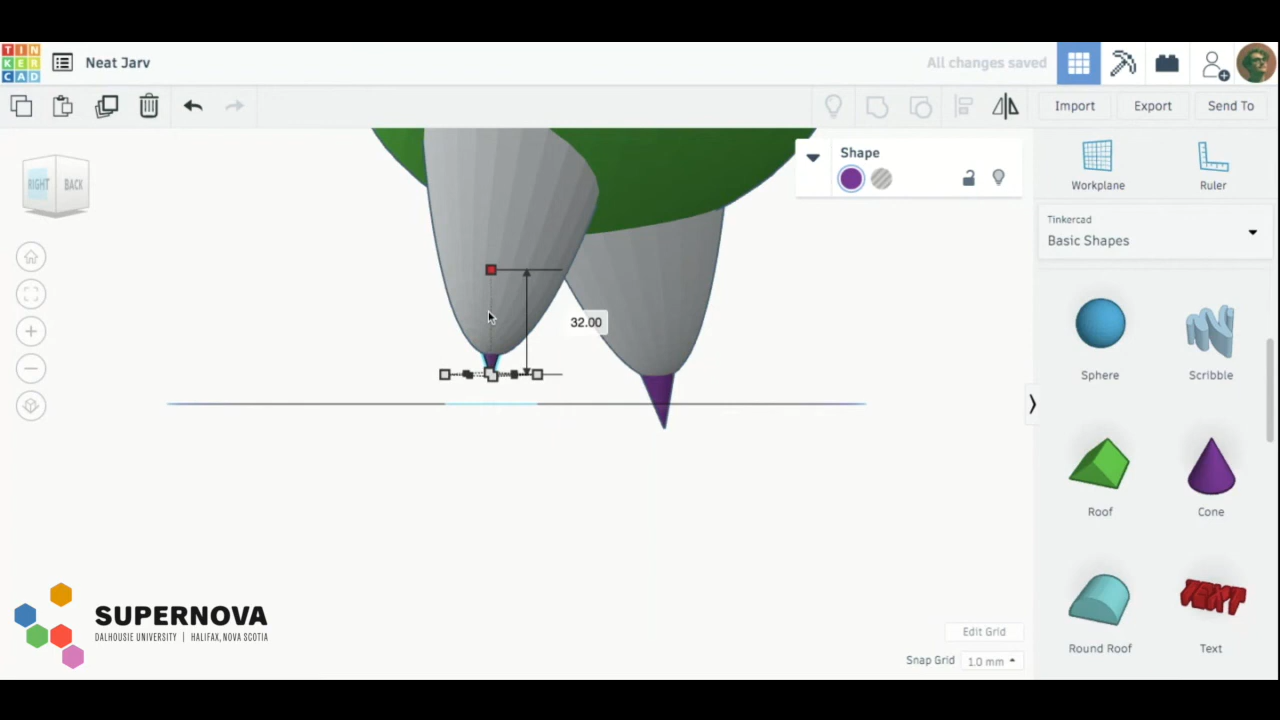 TIN
KER
CAD
Neat Jarv
All changes saved
Import
Export
Send To
RIGHT
BACK
Shape
Workplane
Ruler
Tinkercad
Basic Shapes
32.00
Sphere
Scribble
Roof
Cone
TEXT
Round Roof
Text
SUPERNOVA
DALHOUSIE UNIVERSITY | HALIFAX, NOVA SCOTIA
Edit Grid
Snap Grid
1.0 mm